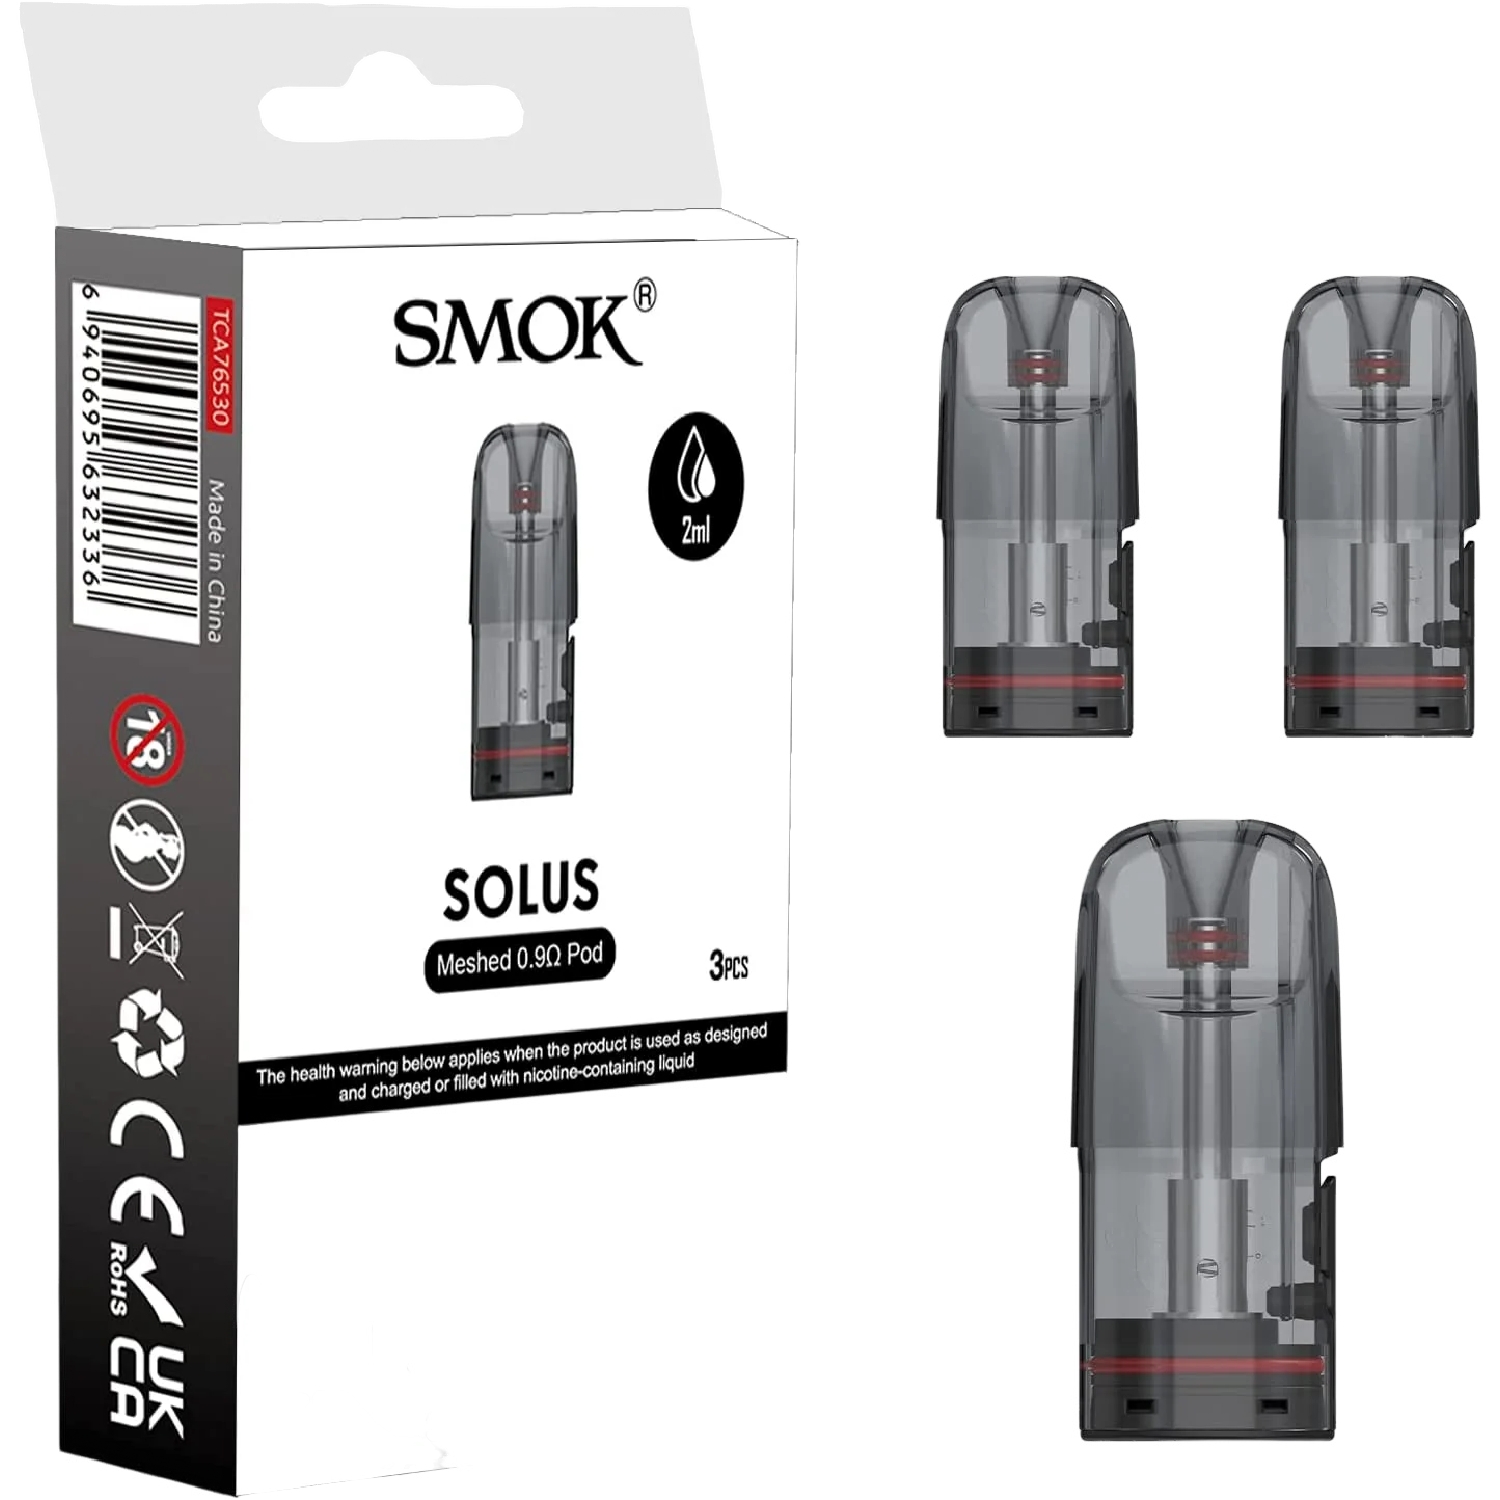 SMOK®
2ml
SOLUS
Meshed 0.9Ω Pod
3PCS
The health warning below applies when the product is used as designed
and charged or filled with nicotine-containing liquid
TCA76530
Made in China
6 940695 632336
18
CE
RoHS
UK
CA